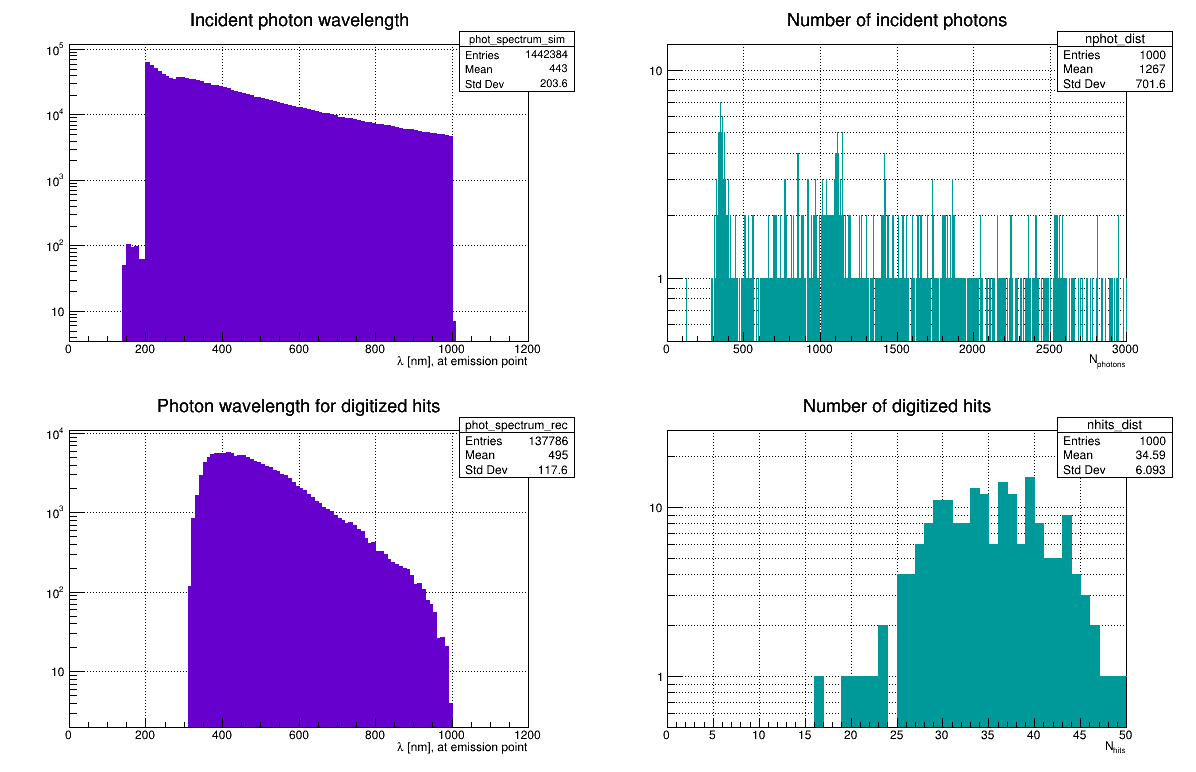 Incident photon wavelength
phot_spectrum_sim
Entries 1442384
Mean 443
Std Dev 203.6
10^5
10^4
10^3
10^2
10
0 200 400 600 800 1000 1200
λ [nm], at emission point
Number of incident photons
nphot_dist
Entries 1000
Mean 1267
Std Dev 701.6
10
1
0 500 1000 1500 2000 2500 3000
N_photons
Photon wavelength for digitized hits
phot_spectrum_rec
Entries 137786
Mean 495
Std Dev 117.6
10^4
10^3
10^2
10
0 200 400 600 800 1000 1200
λ [nm], at emission point
Number of digitized hits
nhits_dist
Entries 1000
Mean 34.59
Std Dev 6.093
10
1
0 5 10 15 20 25 30 35 40 45 50
N_hits